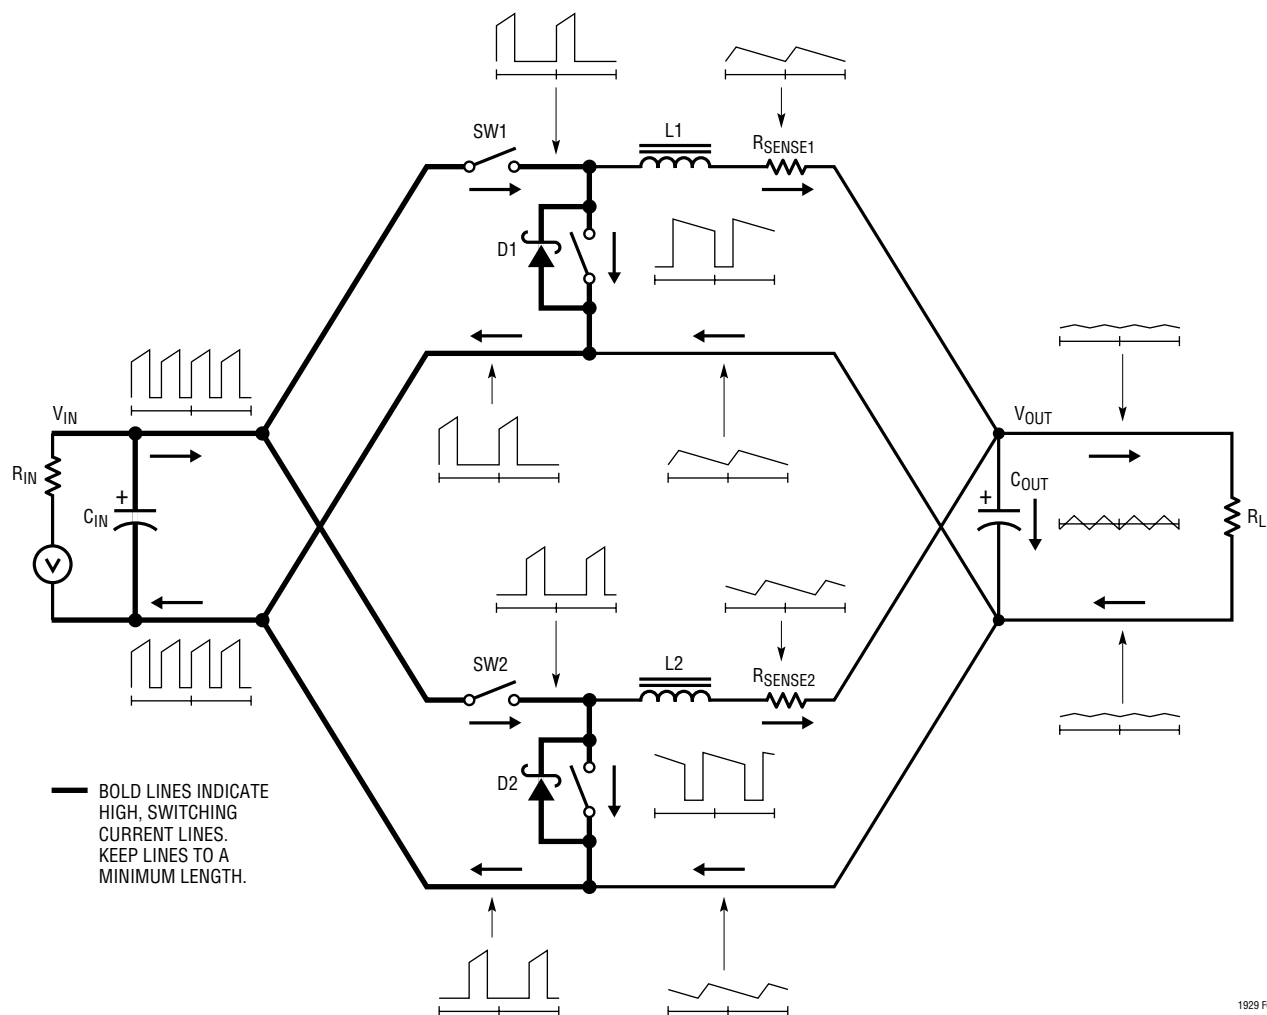 SW1
L1
RSENSE1
D1
VIN
RIN
+
CIN
VOUT
COUT
+
RL
SW2
L2
RSENSE2
D2
BOLD LINES INDICATE
HIGH, SWITCHING
CURRENT LINES.
KEEP LINES TO A
MINIMUM LENGTH.
V
1929 F